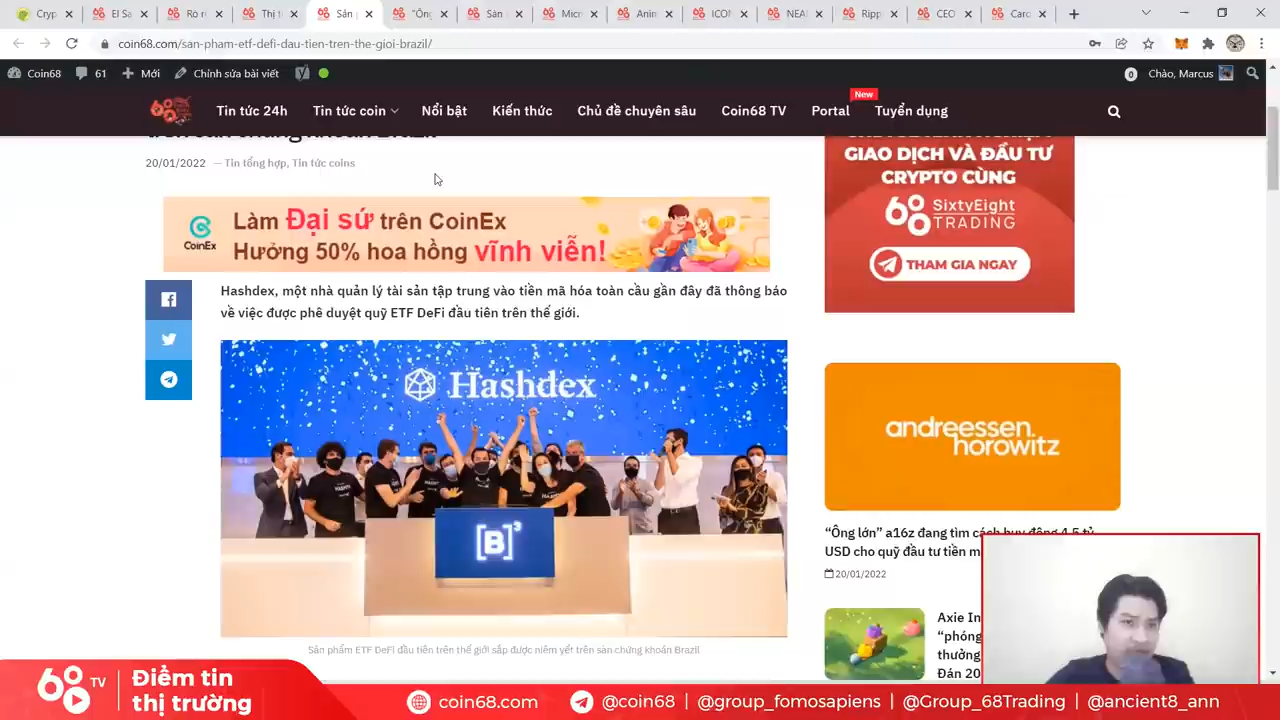 Cryp
El Sa
Rò rỉ
Thị t
Sản p
"Ông
Sàn
Micr
Anin
ICON
NEAI
Ripp
CEO
Card
coin68.com/san-pham-etf-defi-dau-tien-tren-the-gioi-brazil/
Coin68
61
Mới
Chỉnh sửa bài viết
0
Chào, Marcus
68
Tin tức 24h
Tin tức coin
Nổi bật
Kiến thức
Chủ đề chuyên sâu
Coin68 TV
Portal
New
Tuyển dụng
20/01/2022
— Tin tổng hợp, Tin tức coins
CoinEx
Làm Đại sứ trên CoinEx
Hưởng 50% hoa hồng vĩnh viễn!
Hashdex, một nhà quản lý tài sản tập trung vào tiền mã hóa toàn cầu gần đây đã thông báo
về việc được phê duyệt quỹ ETF DeFi đầu tiên trên thế giới.
Hashdex
[B]³
Sản phẩm ETF DeFi đầu tiên trên thế giới sắp được niêm yết trên sàn chứng khoán Brazil
GIAO DỊCH VÀ ĐẦU TƯ
CRYPTO CÙNG
68 SixtyEight
TRADING
THAM GIA NGAY
andreessen.
horowitz
"Ông lớn" a16z đang tìm cách huy động 4,5 tỷ
USD cho quỹ đầu tư tiền m
20/01/2022
Axie In
"phóng
thưởng
Đán 20
68 TV
Điểm tin
thị trường
coin68.com
@coin68 | @group_fomosapiens | @Group_68Trading | @ancient8_ann